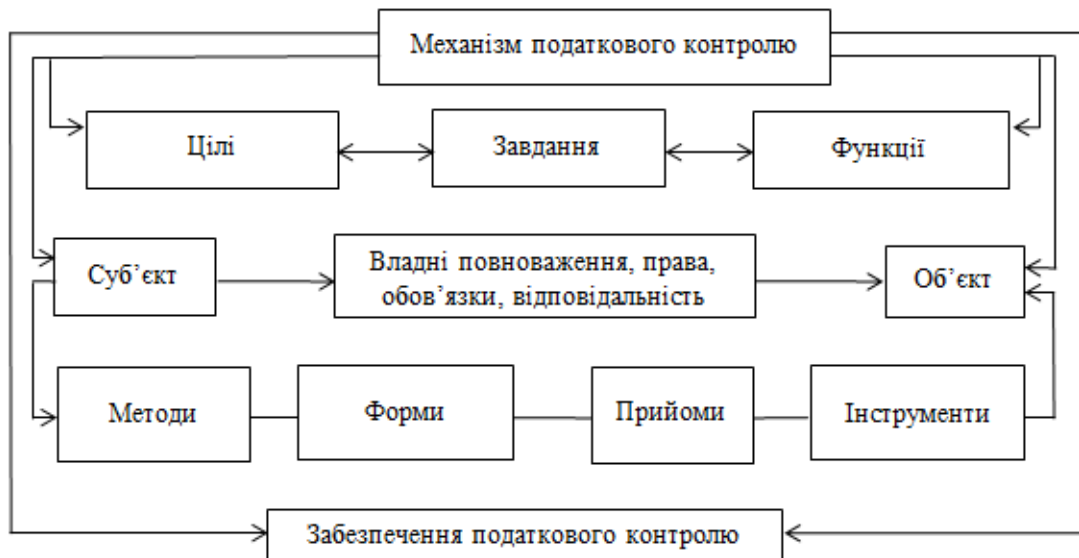 Механізм податкового контролю
Цілі
Завдання
Функції
Суб’єкт
Владні повноваження, права,
обов’язки, відповідальність
Об’єкт
Методи
Форми
Прийоми
Інструменти
Забезпечення податкового контролю